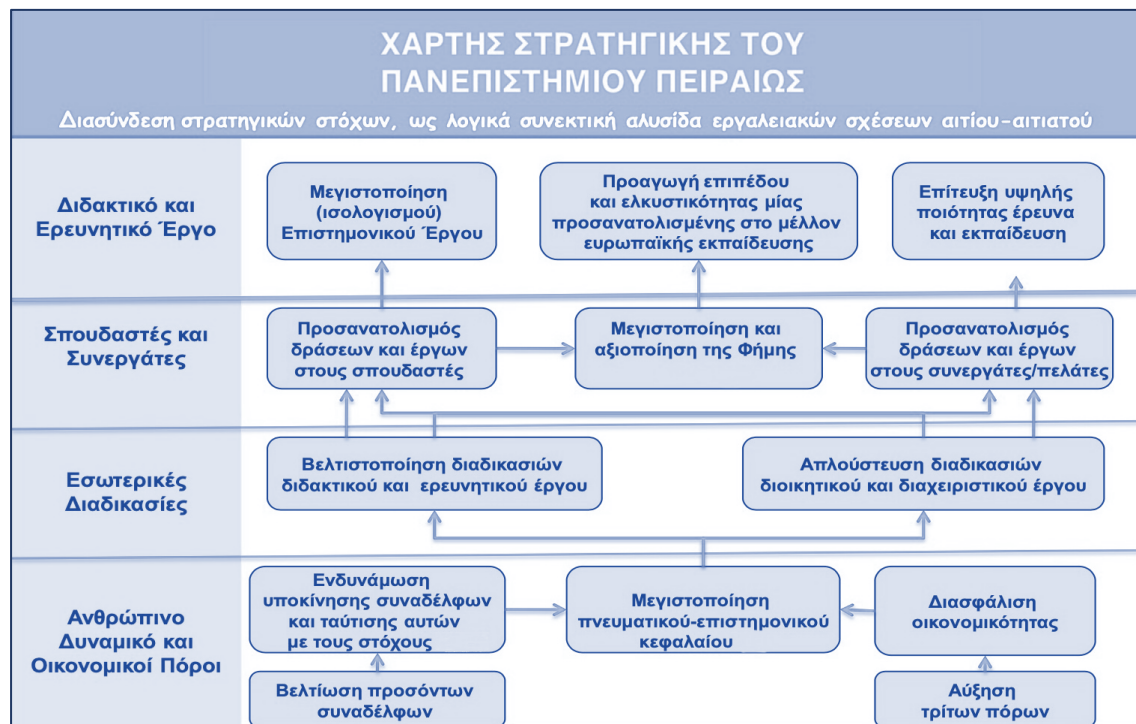 ΧΑΡΤΗΣ ΣΤΡΑΤΗΓΙΚΗΣ ΤΟΥ
ΠΑΝΕΠΙΣΤΗΜΙΟΥ ΠΕΙΡΑΙΩΣ
Διασύνδεση στρατηγικών στόχων, ως λογικά συνεκτική αλυσίδα εργαλειακών σχέσεων αιτίου-αιτιατού
Διδακτικό και
Ερευνητικό Έργο
Μεγιστοποίηση
(ισολογισμού)
Επιστημονικού Έργου
Προαγωγή επιπέδου
και ελκυστικότητας μίας
προσανατολισμένης στο μέλλον
ευρωπαϊκής εκπαίδευσης
Επίτευξη υψηλής
ποιότητας έρευνα
και εκπαίδευση
Σπουδαστές και
Συνεργάτες
Προσανατολισμός
δράσεων και έργων
στους σπουδαστές
Μεγιστοποίηση και
αξιοποίηση της Φήμης
Προσανατολισμός
δράσεων και έργων
στους συνεργάτες/πελάτες
Εσωτερικές
Διαδικασίες
Βελτιστοποίηση διαδικασιών
διδακτικού και ερευνητικού έργου
Απλούστευση διαδικασιών
διοικητικού και διαχειριστικού έργου
Ανθρώπινο
Δυναμικό και
Οικονομικοί Πόροι
Ενδυνάμωση
υποκίνησης συναδέλφων
και ταύτισης αυτών
με τους στόχους
Μεγιστοποίηση
πνευματικού-επιστημονικού
κεφαλαίου
Διασφάλιση
οικονομικότητας
Βελτίωση προσόντων
συναδέλφων
Αύξηση
τρίτων πόρων